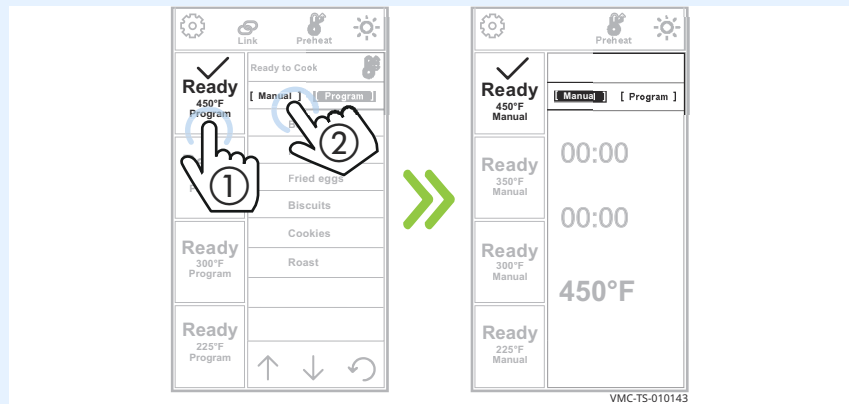 Link Preheat
Ready
450°F
Program
Ready to Cook
[ Manual ] [ Program ]
1
2
Fried eggs
Biscuits
Cookies
Roast
Ready
300°F
Program
Ready
225°F
Program
Preheat
Ready
450°F
Manual
[ Manual ] [ Program ]
Ready
350°F
Manual
00:00
00:00
Ready
300°F
Manual
450°F
Ready
225°F
Manual
VMC-TS-010143